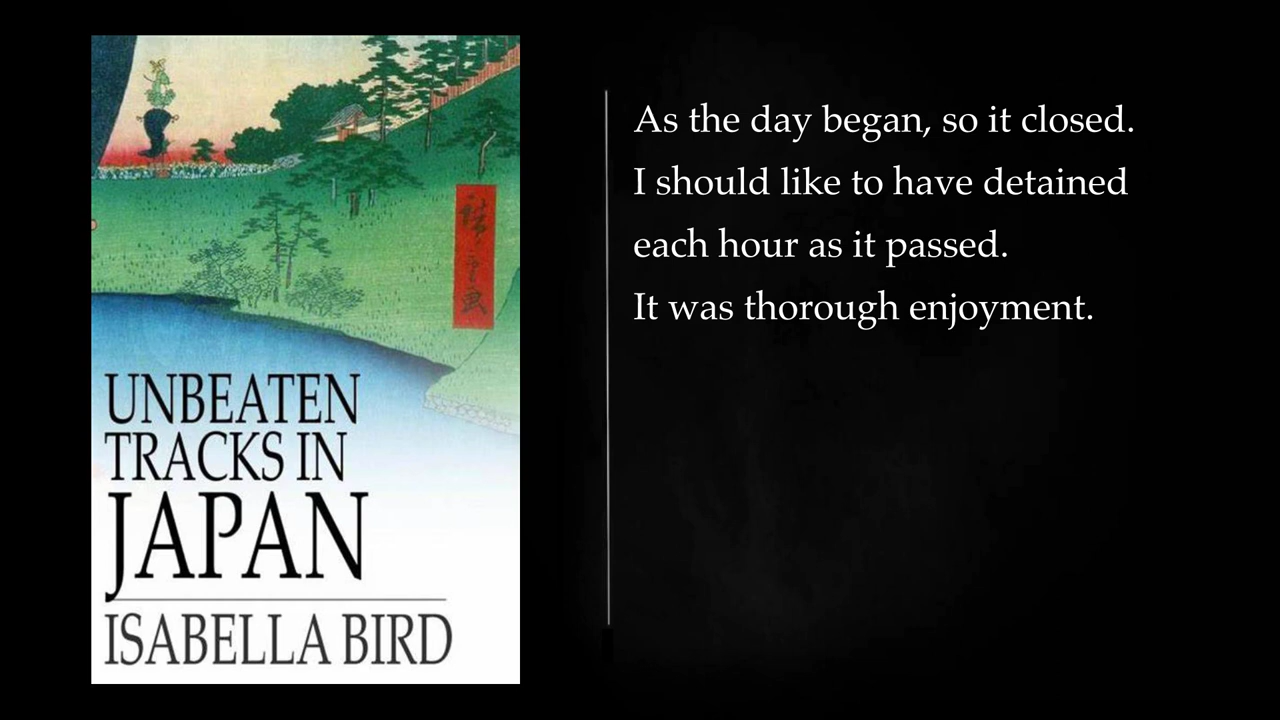 UNBEATEN
TRACKS IN
JAPAN
ISABELLA BIRD
As the day began, so it closed.
I should like to have detained
each hour as it passed.
It was thorough enjoyment.